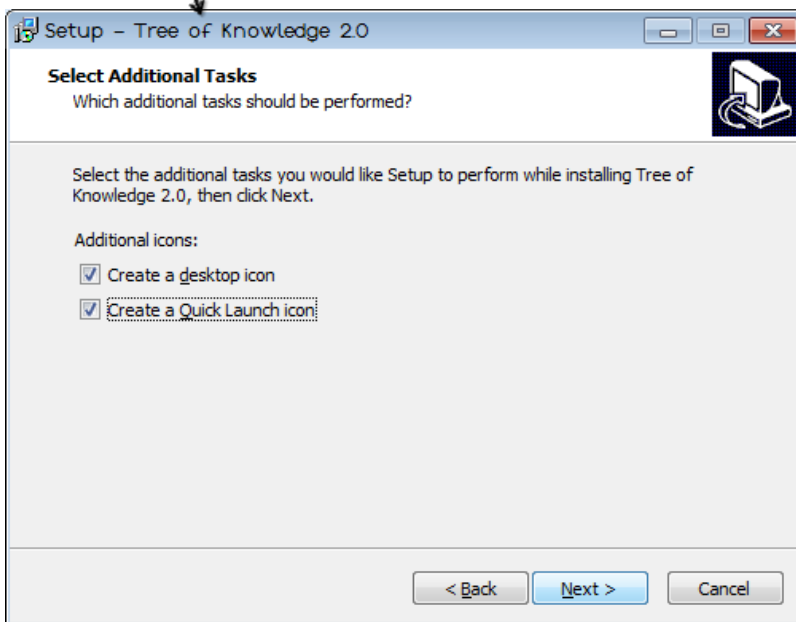 Setup - Tree of Knowledge 2.0
Select Additional Tasks
Which additional tasks should be performed?
Select the additional tasks you would like Setup to perform while installing Tree of
Knowledge 2.0, then click Next.
Additional icons:
Create a desktop icon
Create a Quick Launch icon
< Back
Next >
Cancel